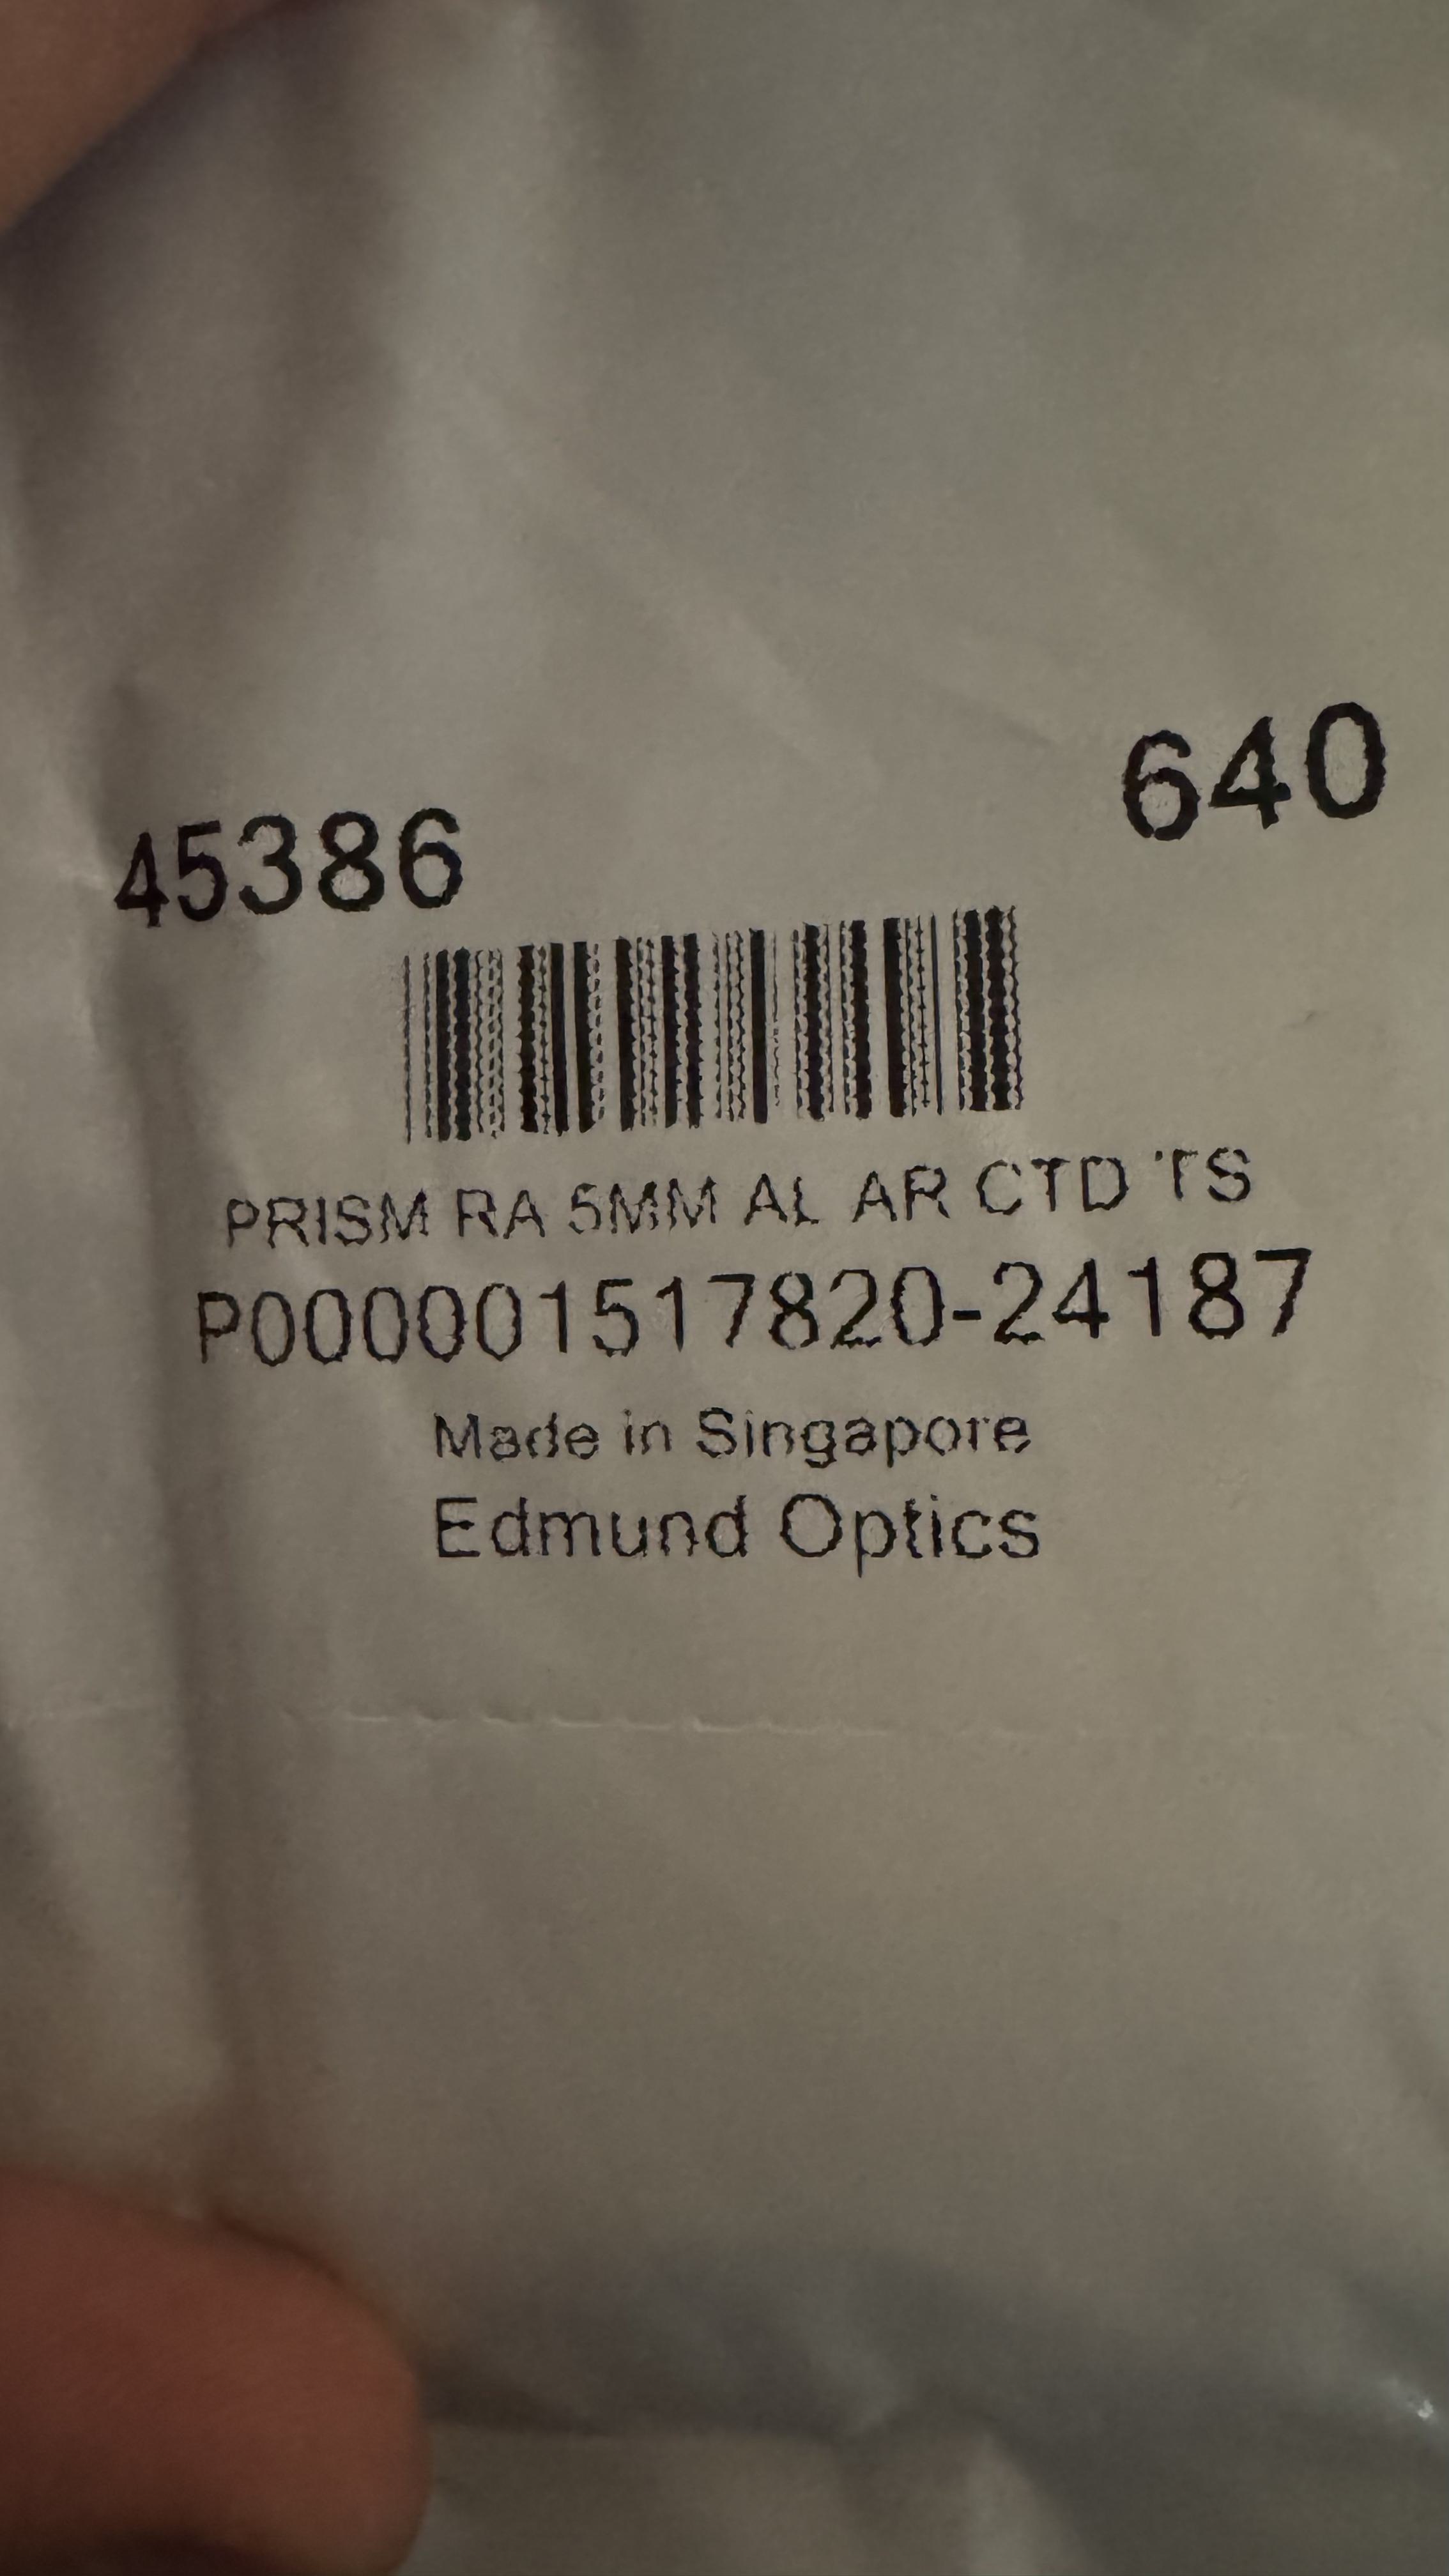 45386 640
PRISM RA 5MM AL AR CTD TS
P000001517820-24187
Made in Singapore
Edmund Optics